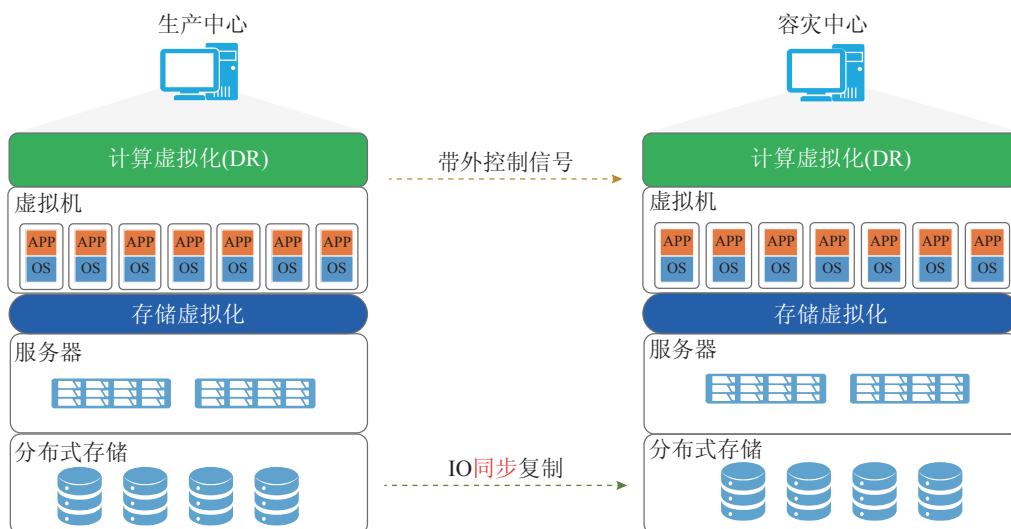 生产中心
容灾中心
计算虚拟化(DR)
带外控制信号
计算虚拟化(DR)
虚拟机
APP APP APP APP APP APP APP
OS OS OS OS OS OS OS
虚拟机
APP APP APP APP APP APP APP
OS OS OS OS OS OS OS
存储虚拟化
存储虚拟化
服务器
服务器
分布式存储
IO同步复制
分布式存储